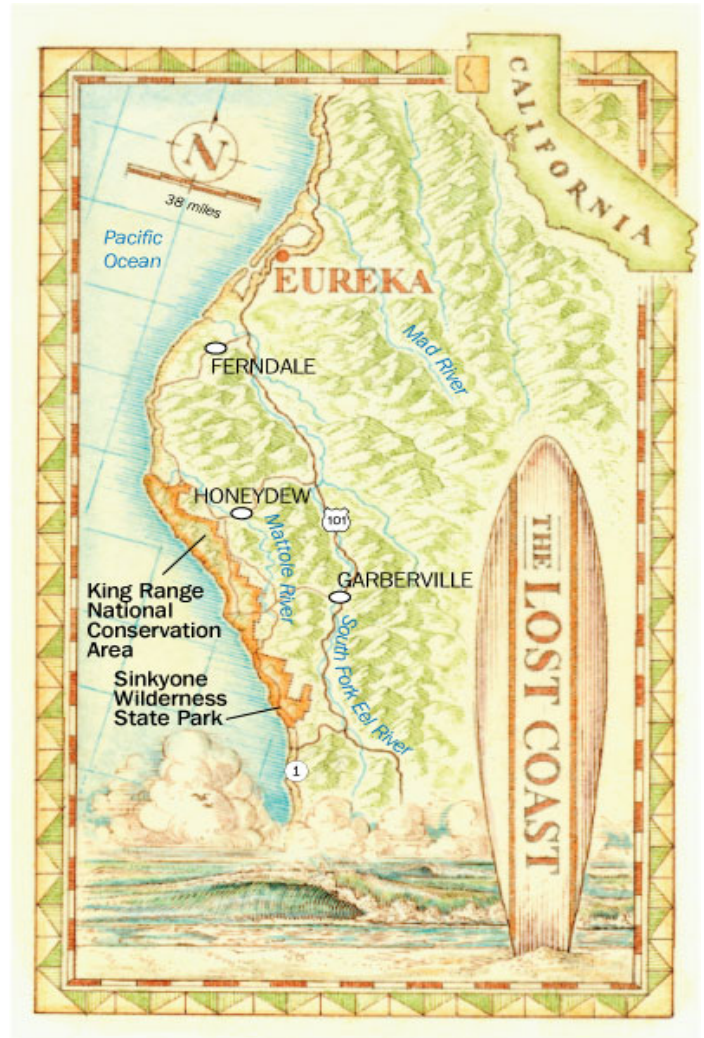 CALIFORNIA
N
38 miles
Pacific
Ocean
EUREKA
Mad River
FERNDALE
HONEYDEW
Mattole River
101
King Range
National
Conservation
Area
GARBERVILLE
South Fork Eel River
Sinkyone
Wilderness
State Park
1
THE LOST COAST